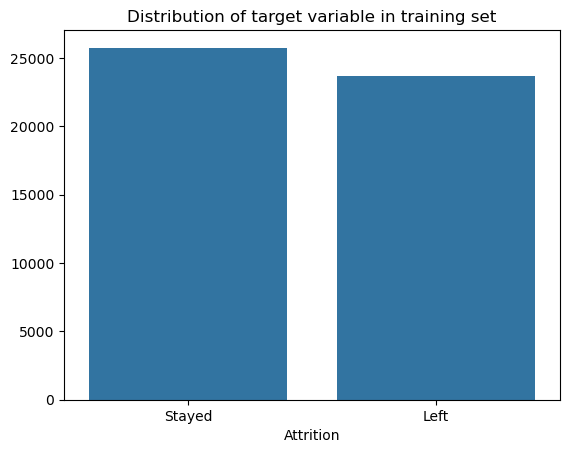 Distribution of target variable in training set
25000
20000
15000
10000
5000
0
Stayed Left
Attrition